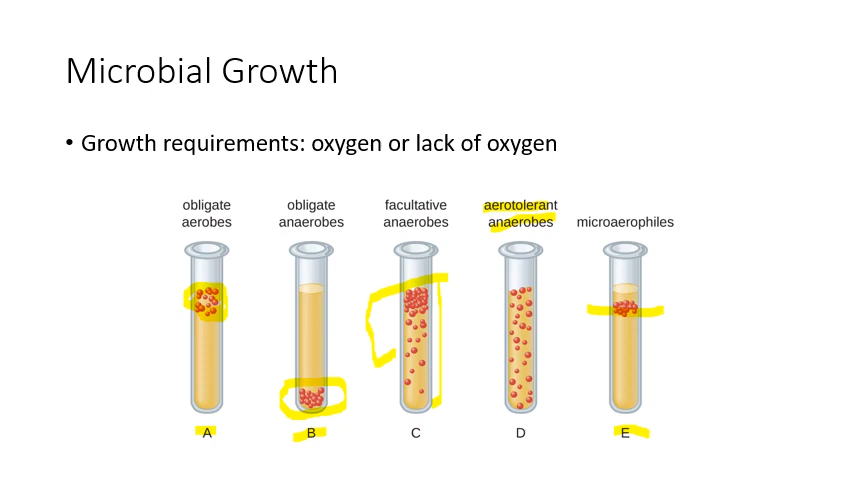 Microbial Growth
• Growth requirements: oxygen or lack of oxygen
obligate aerobes
obligate anaerobes
facultative anaerobes
aerotolerant anaerobes
microaerophiles
A B C D E